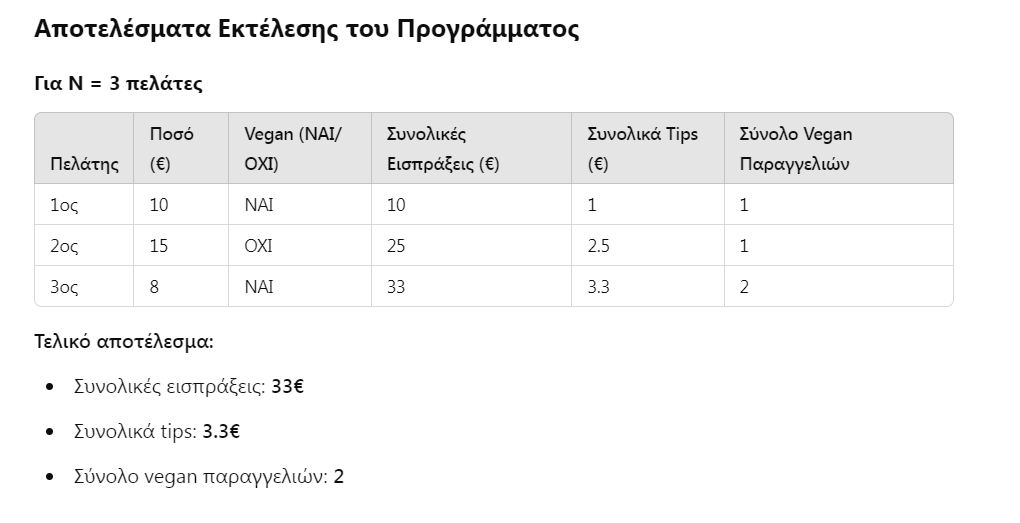 Αποτελέσματα Εκτέλεσης του Προγράμματος
Για N = 3 πελάτες
Πελάτης Ποσό (€) Vegan (ΝΑΙ/ΟΧΙ) Συνολικές Εισπράξεις (€) Συνολικά Tips (€) Σύνολο Vegan Παραγγελιών
1ος 10 ΝΑΙ 10 1 1
2ος 15 ΟΧΙ 25 2.5 1
3ος 8 ΝΑΙ 33 3.3 2
Τελικό αποτέλεσμα:
• Συνολικές εισπράξεις: 33€
• Συνολικά tips: 3.3€
• Σύνολο vegan παραγγελιών: 2